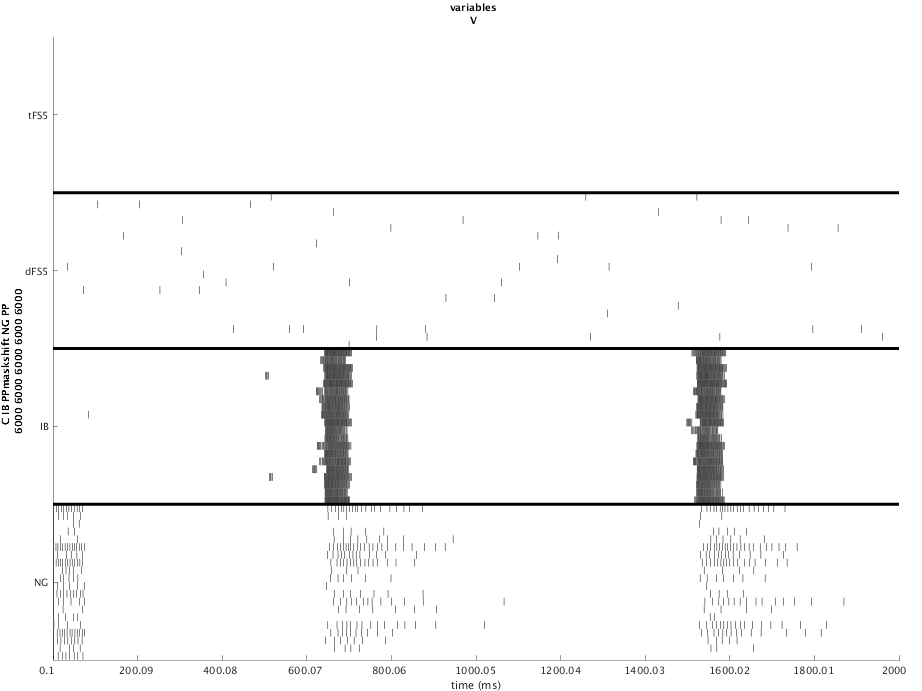 variables
V
tFS5
dFS5
IB
NG
C IB PPmaskshift NG PP
6000 6000 6000 6000 6000
0.1 200.09 400.08 600.07 800.06 1000.05 1200.04 1400.03 1600.02 1800.01 2000
time (ms)